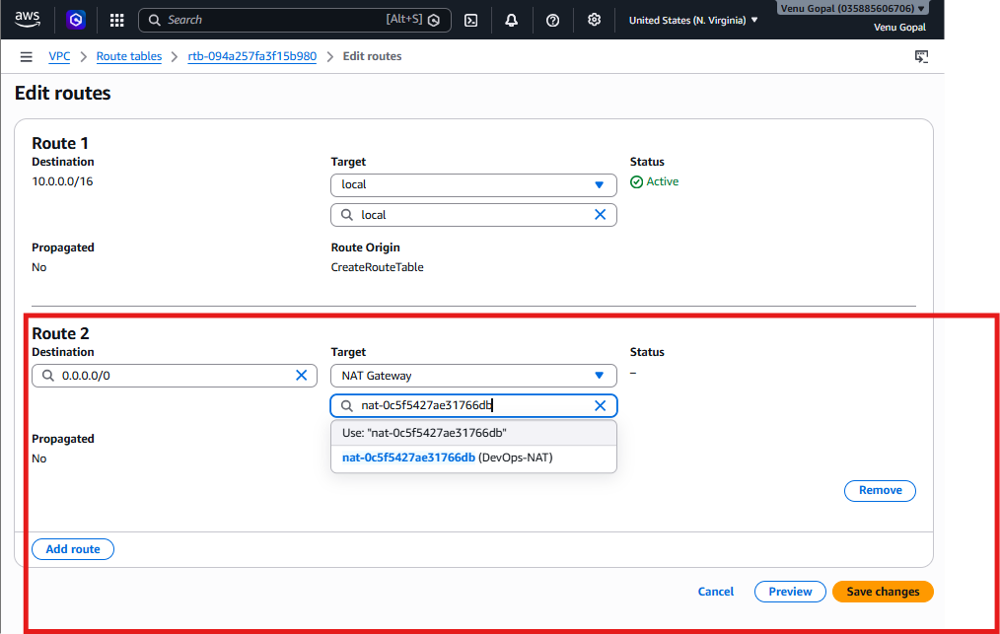 aws
Search [Alt+S]
United States (N. Virginia) ▼
Venu Gopal (035885606706) ▼
Venu Gopal
VPC > Route tables > rtb-094a257fa3f15b980 > Edit routes
Edit routes
Route 1
Destination Target Status
10.0.0.0/16 local Active
local
Propagated Route Origin
No CreateRouteTable
Route 2
Destination Target Status
0.0.0.0/0 NAT Gateway –
nat-0c5f5427ae31766db
Use: "nat-0c5f5427ae31766db"
Propagated
No nat-0c5f5427ae31766db (DevOps-NAT)
Remove
Add route
Cancel Preview Save changes